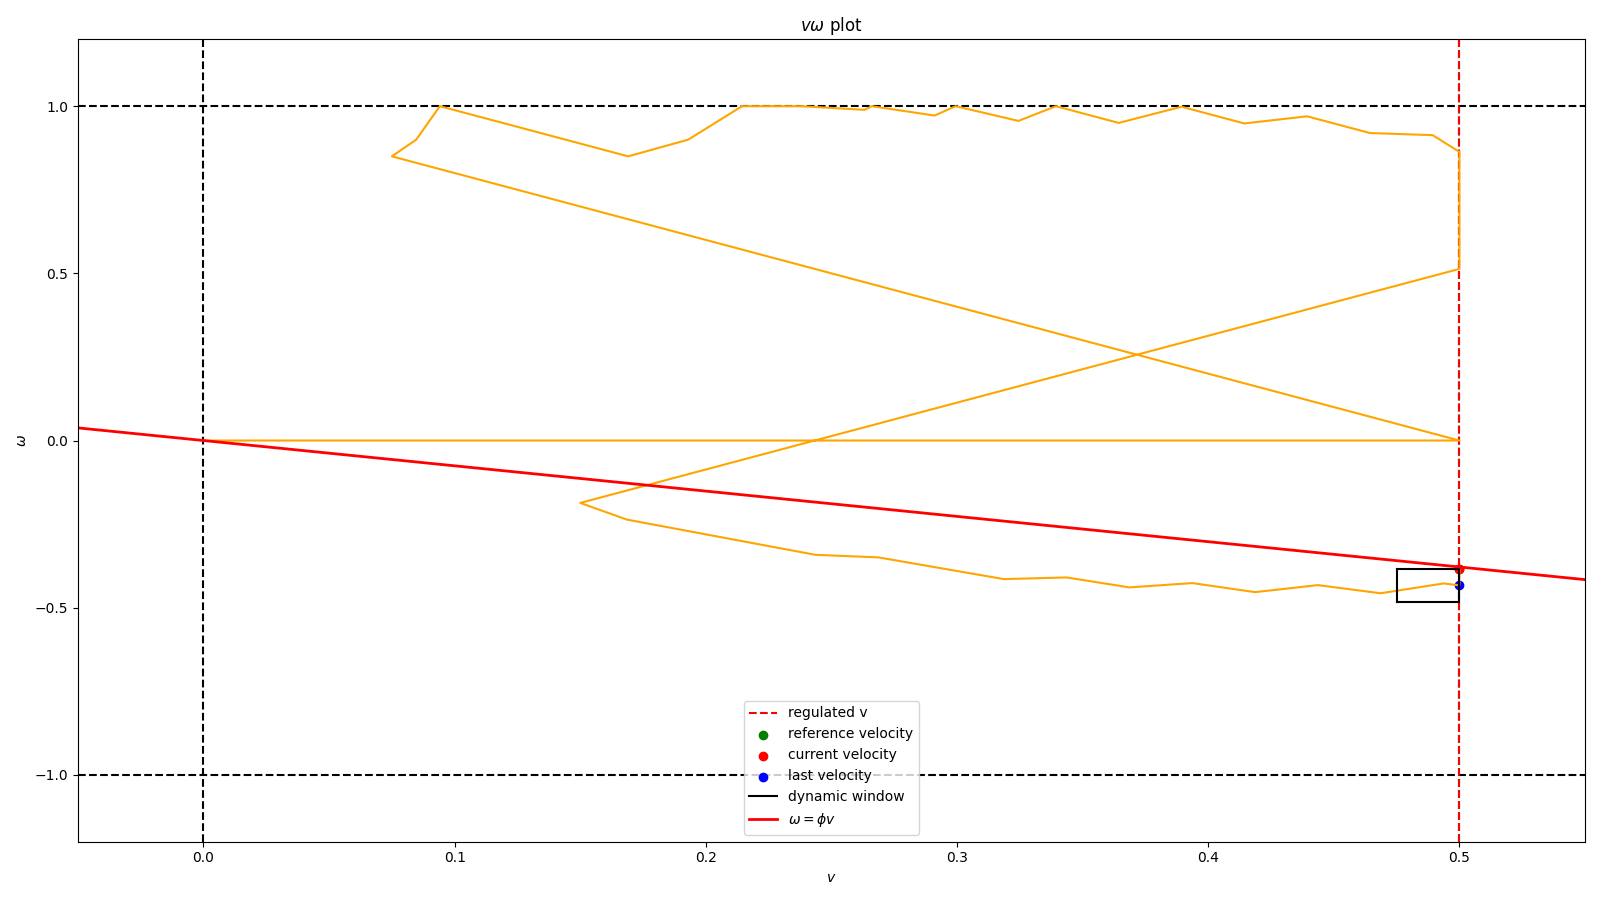 vω plot
1.0
0.5
0.0
−0.5
−1.0
ω
regulated v
reference velocity
current velocity
last velocity
dynamic window
ω = ϕv
0.0
0.1
0.2
0.3
0.4
0.5
v